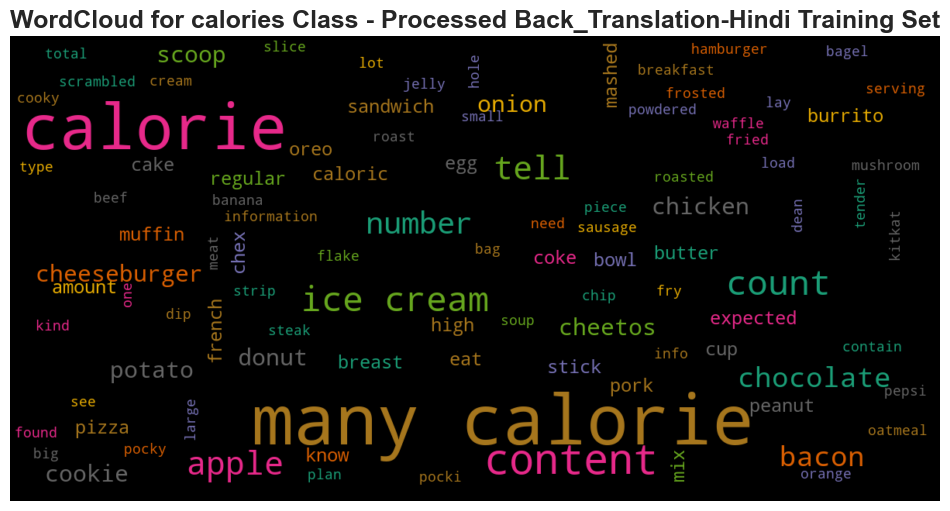 WordCloud for calories Class - Processed Back_Translation-Hindi Training Set
total
scoop
slice
lot
hole
mashed
hamburger
bagel
scrambled
cream
jelly
breakfast
cooky
sandwich
small
onion
frosted
powdered
lay
serving
burrito
calorie
roast
waffle
fried
type
cake
oreo
caloric
egg
tell
regular
roasted
load
mushroom
beef
banana
information
number
piece
need
sausage
chicken
dean
tender
kitkat
muffin
meat
chex
flake
bag
coke
bowl
butter
cheeseburger
amount
one
strip
ice cream
chip
fry
count
kind
dip
french
steak
high
soup
cheetos
expected
potato
donut
breast
eat
stick
info
cup
contain
chocolate
pork
peanut
pepsi
see
large
many calorie
found
pizza
oatmeal
big
pocky
cookie
apple
know
plan
pocki
content
mix
bacon
orange